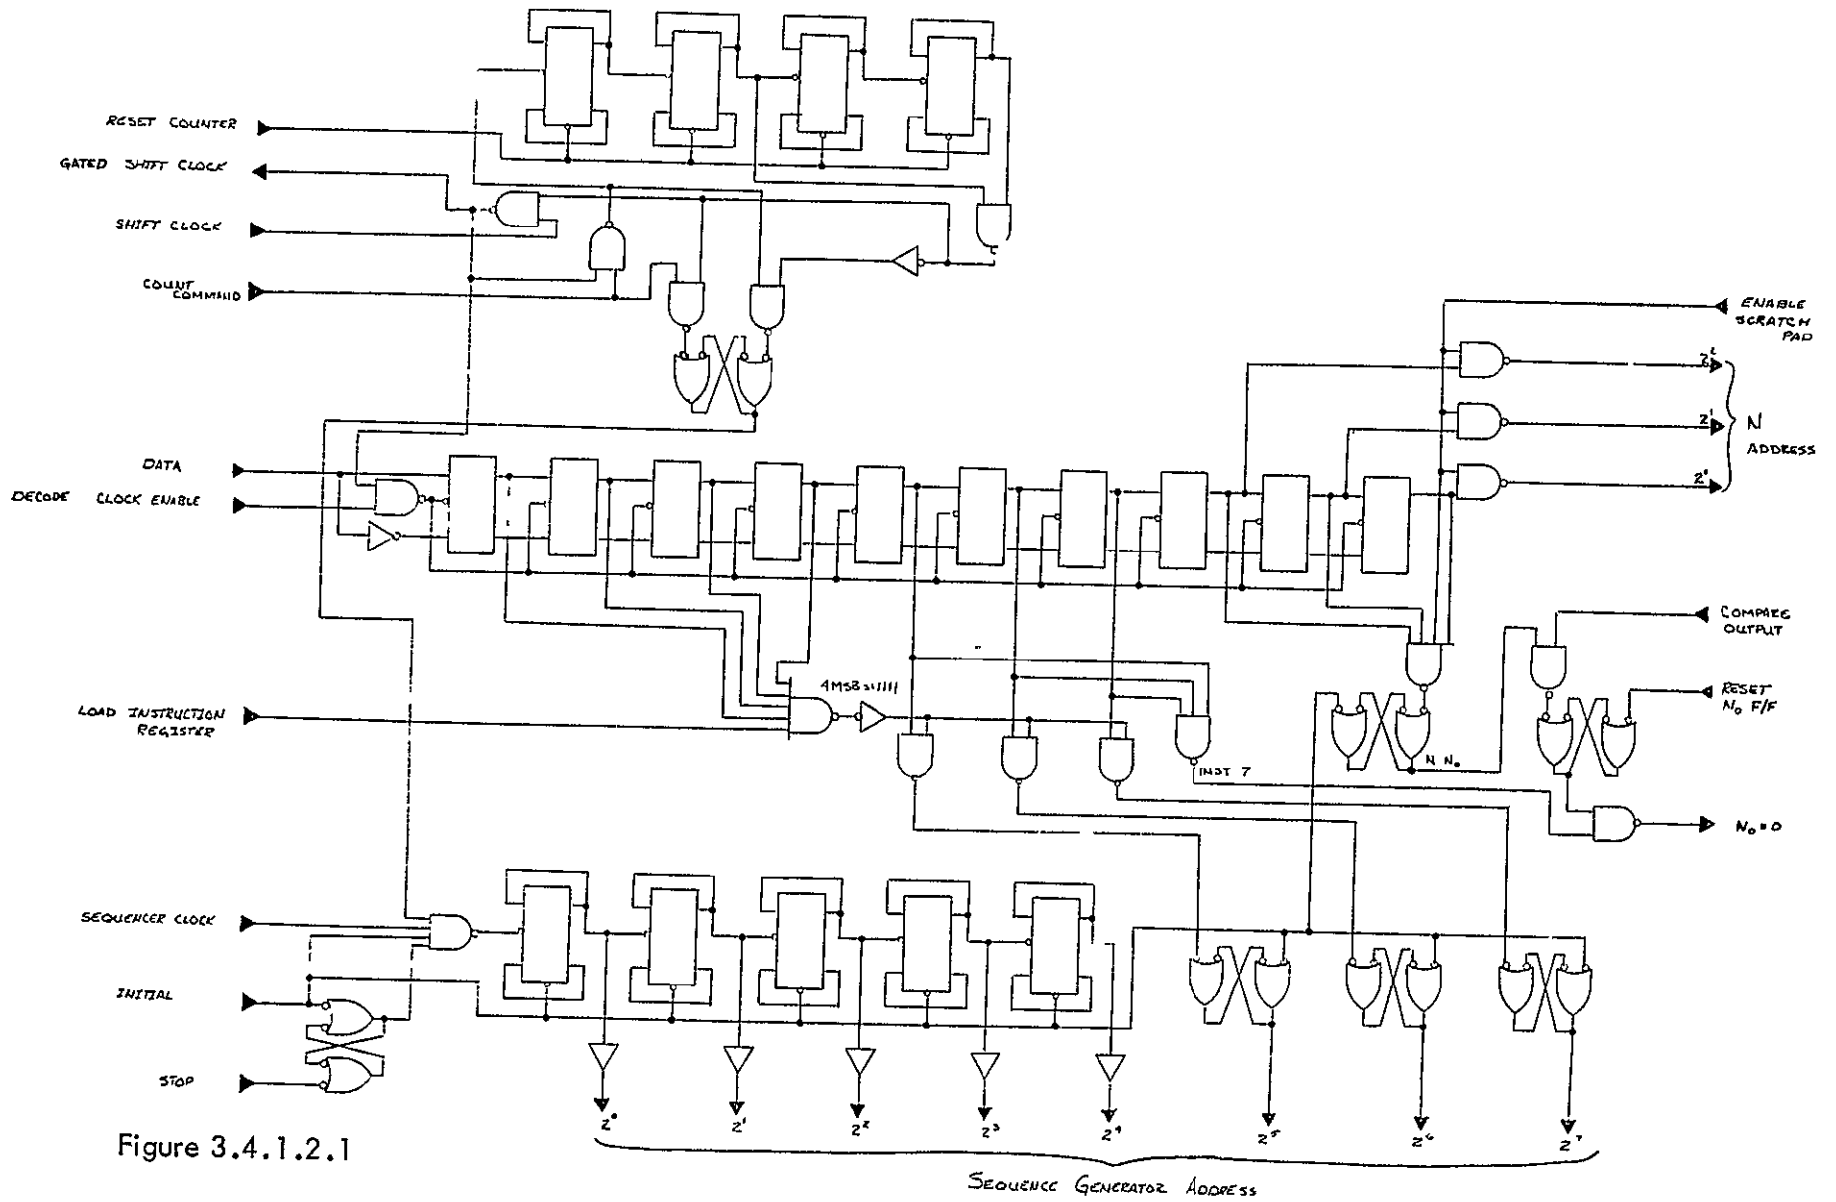 RESET COUNTER
GATED SHIFT CLOCK
SHIFT CLOCK
COUNT
COMMAND
ENABLE
SCRATCH
PAD
2²
2¹
N
ADDRESS
2⁰
DATA
DECODE CLOCK ENABLE
COMPARE
OUTPUT
4MSB=1111
LOAD INSTRUCTION
REGISTER
RESET
N₀ F/F
N N₀
INST 7
N₀=0
SEQUENCER CLOCK
INITIAL
STOP
2⁰ 2¹ 2² 2³ 2⁴ 2⁵ 2⁶ 2⁷
Figure 3.4.1.2.1
SEQUENCE GENERATOR ADDRESS